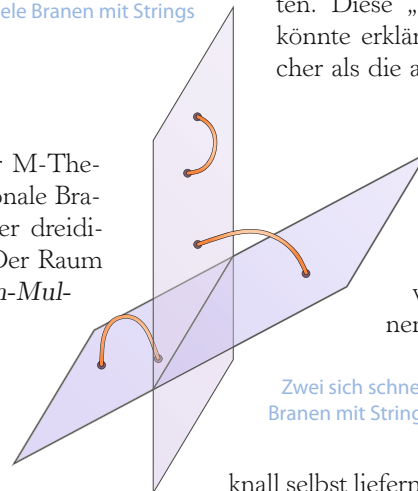 ele Branen mit Strings
ten. Diese „
könnte erklär
cher als die a
M-The-
onale Bra-
er dreidi-
Der Raum
n-Mul-
ner
Zwei sich schne
Branen mit String
knall selbst liefern